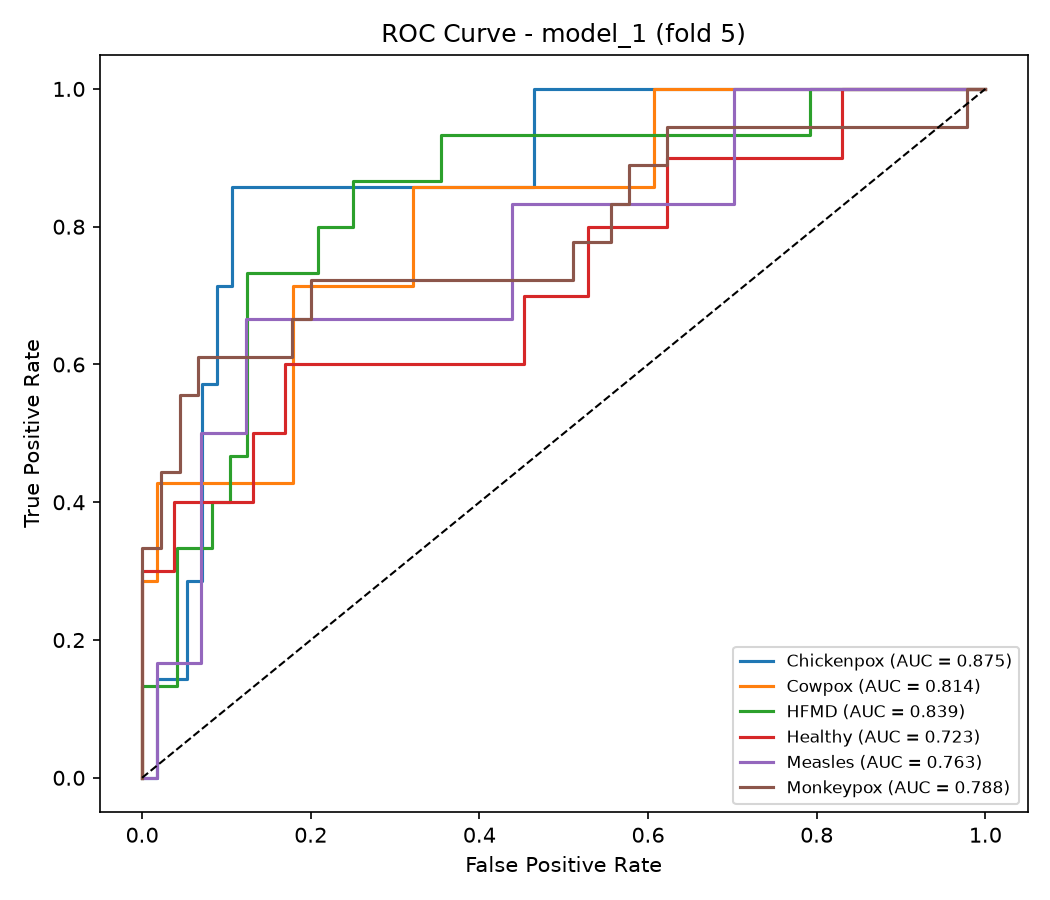 ROC Curve - model_1 (fold 5)
True Positive Rate
1.0
0.8
0.6
0.4
0.2
0.0
0.0 0.2 0.4 0.6 0.8 1.0
False Positive Rate
Chickenpox (AUC = 0.875)
Cowpox (AUC = 0.814)
HFMD (AUC = 0.839)
Healthy (AUC = 0.723)
Measles (AUC = 0.763)
Monkeypox (AUC = 0.788)